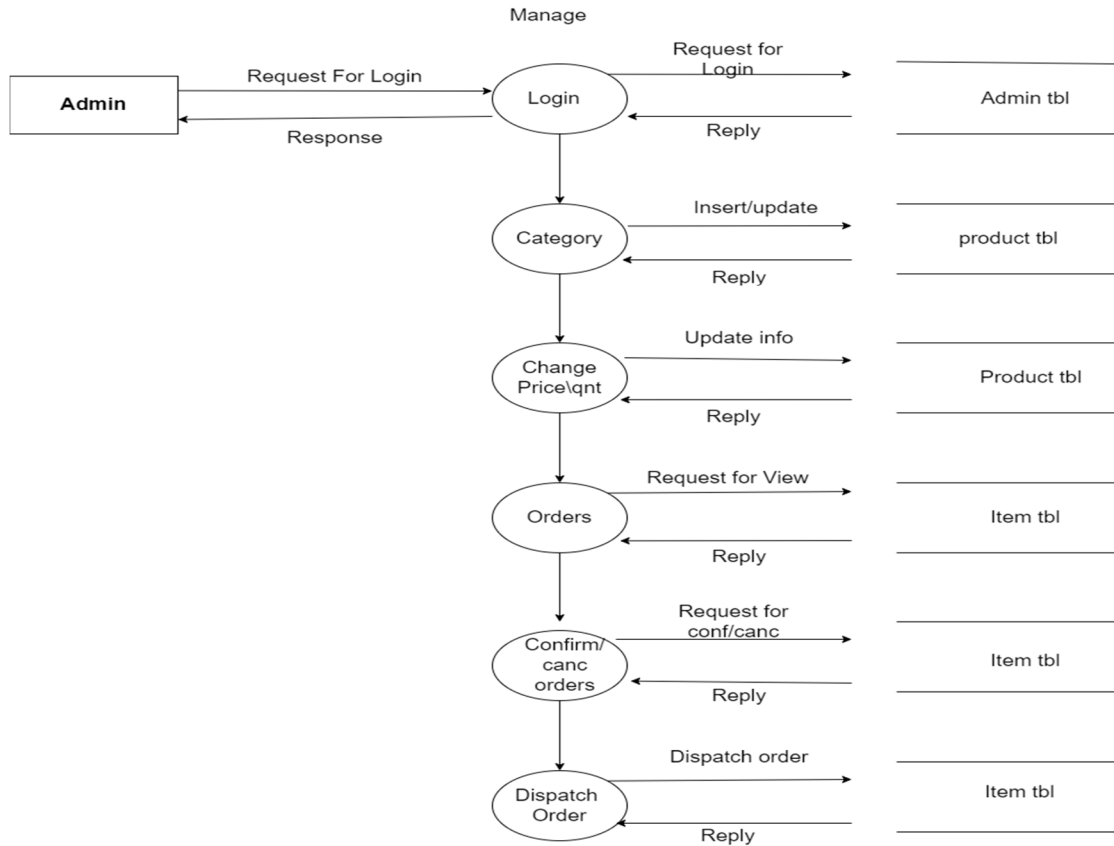 Manage
Request For Login
Request for
Login
Admin
Login
Admin tbl
Response
Reply
Insert/update
Category
product tbl
Reply
Update info
Change
Price\qnt
Product tbl
Reply
Request for View
Orders
Item tbl
Reply
Request for
conf/canc
Confirm/
canc
orders
Item tbl
Reply
Dispatch order
Dispatch
Order
Item tbl
Reply